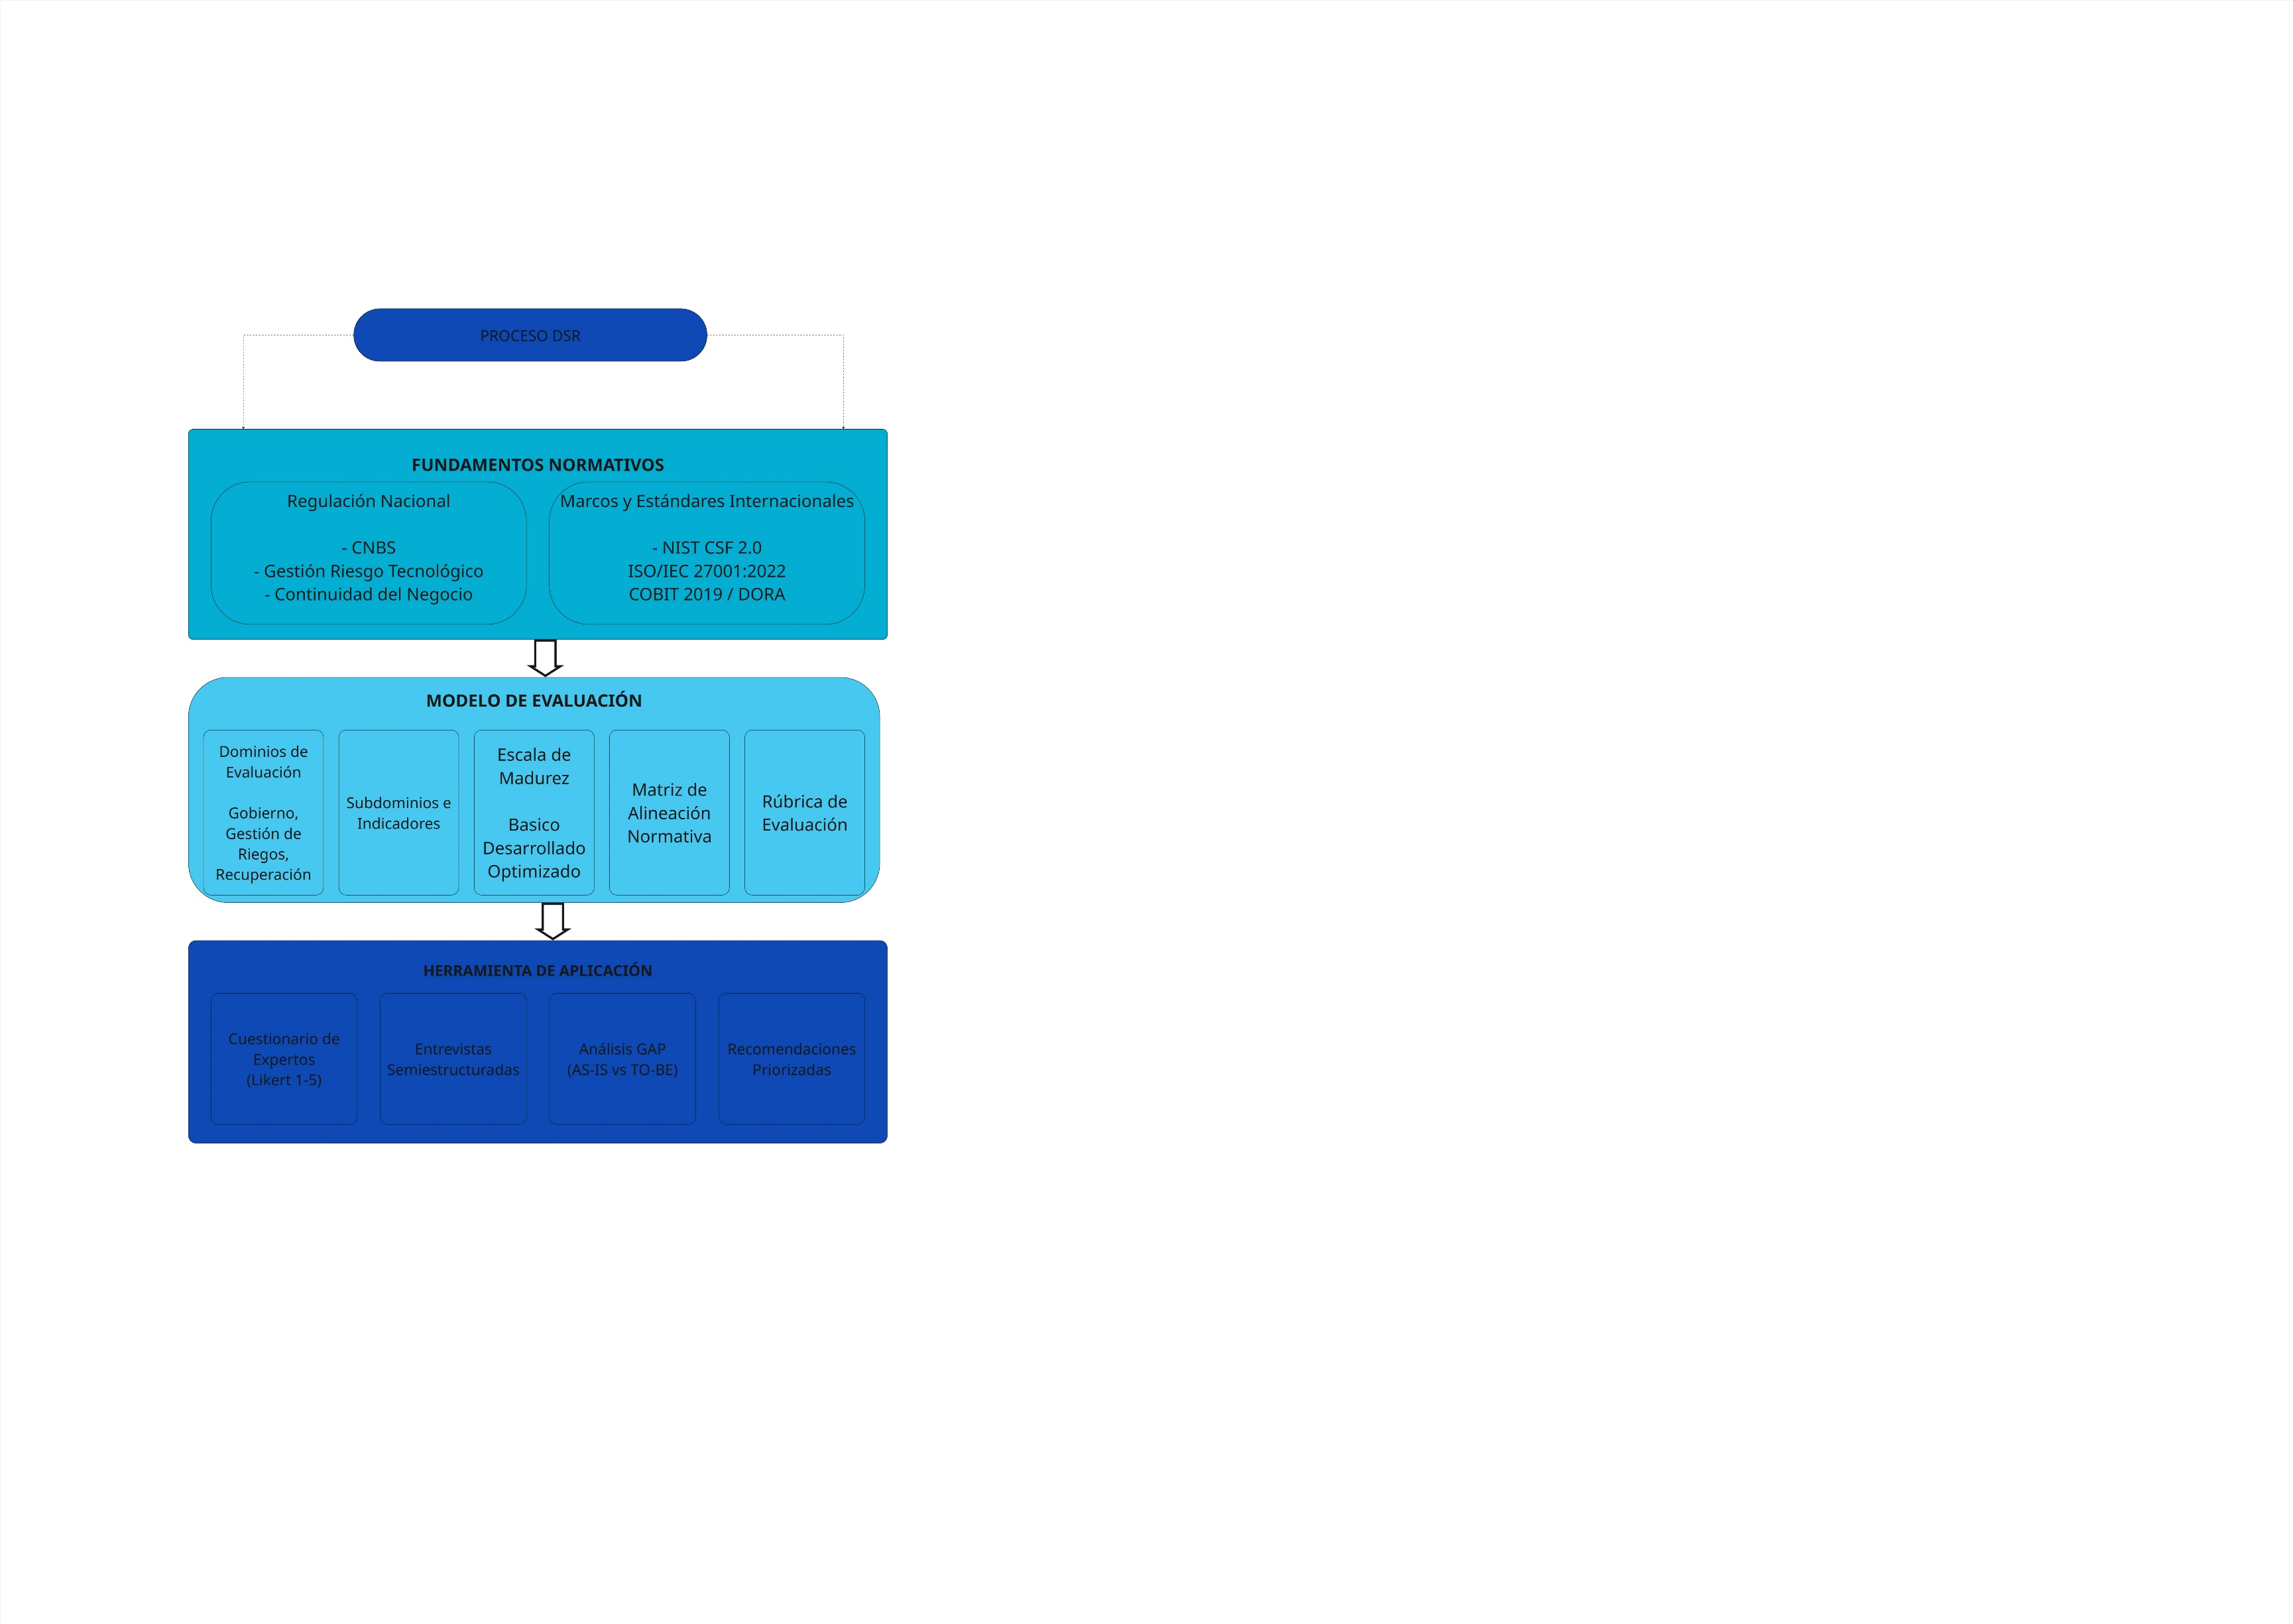 PROCESO DSR
FUNDAMENTOS NORMATIVOS
Regulación Nacional
- CNBS
- Gestión Riesgo Tecnológico
- Continuidad del Negocio
Marcos y Estándares Internacionales
- NIST CSF 2.0
ISO/IEC 27001:2022
COBIT 2019 / DORA
MODELO DE EVALUACIÓN
Dominios de
Evaluación
Gobierno,
Gestión de
Riegos,
Recuperación
Subdominios e
Indicadores
Escala de
Madurez
Basico
Desarrollado
Optimizado
Matriz de
Alineación
Normativa
Rúbrica de
Evaluación
HERRAMIENTA DE APLICACIÓN
Cuestionario de
Expertos
(Likert 1-5)
Entrevistas
Semiestructuradas
Análisis GAP
(AS-IS vs TO-BE)
Recomendaciones
Priorizadas